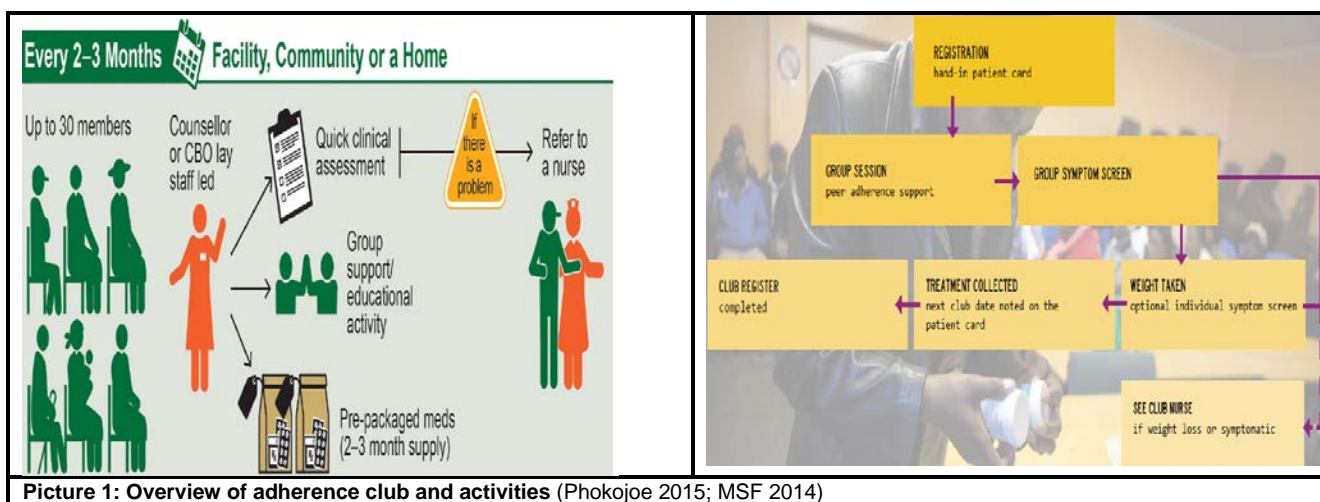 Every 2–3 Months
Facility, Community or a Home
Up to 30 members
Counsellor
or CBO lay
staff led
Quick clinical
assessment
If
there
is a
problem
Refer to
a nurse
Group
support/
educational
activity
Pre-packaged meds
(2–3 month supply)
REGISTRATION
hand-in patient card
GROUP SESSION
peer adherence support
GROUP SYMPTOM SCREEN
CLUB REGISTER
completed
TREATMENT COLLECTED
next club date noted on the
patient card
WEIGHT TAKEN
optional individual symptom screen
SEE CLUB NURSE
if weight loss or symptomatic
Picture 1: Overview of adherence club and activities (Phokojoe 2015; MSF 2014)